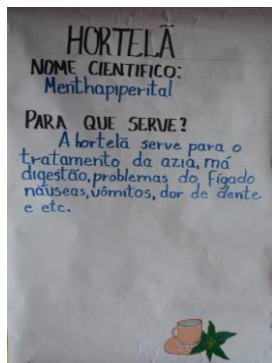 HORTELÃ
NOME CIENTIFICO:
Menthapiperital
PARA QUE SERVE?
A hortelã serve para o
tratamento da azia, má
digestão, problemas do fígado
náuseas, vômitos, dor de dente
e etc.